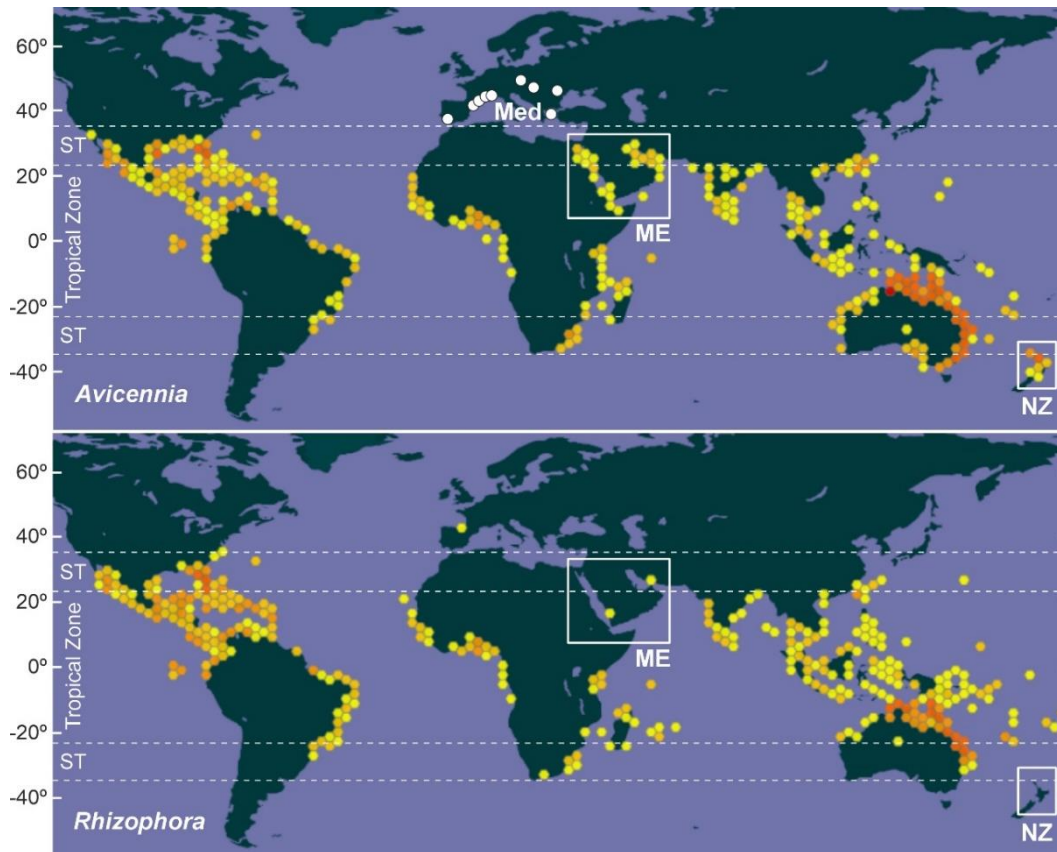 60º
40º
ST
20º
Tropical Zone
0º
-20º
ST
-40º
Med
ME
NZ
Avicennia
60º
40º
ST
20º
Tropical Zone
0º
-20º
ST
-40º
ME
NZ
Rhizophora